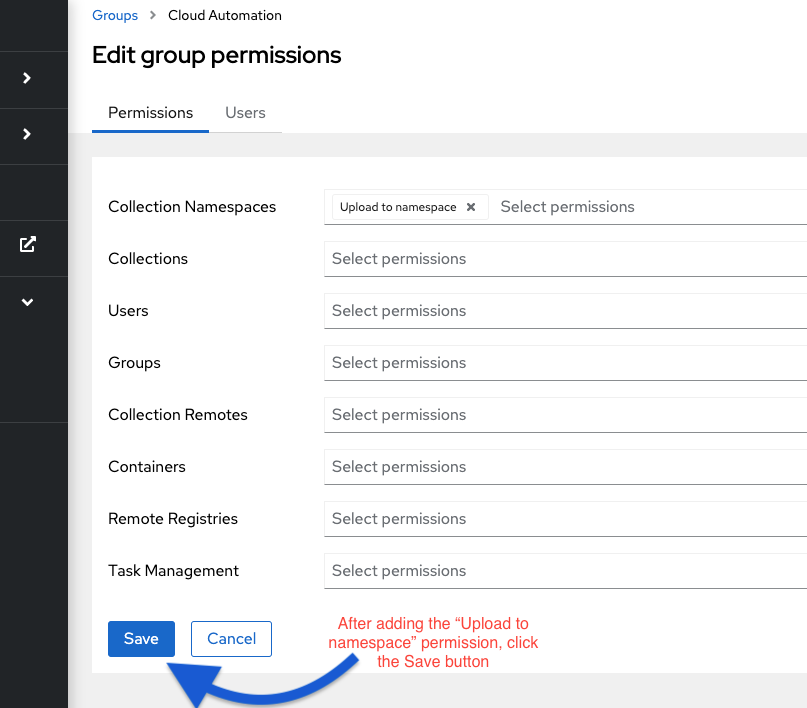 Groups > Cloud Automation
Edit group permissions
Permissions Users
Collection Namespaces Upload to namespace × Select permissions
Collections Select permissions
Users Select permissions
Groups Select permissions
Collection Remotes Select permissions
Containers Select permissions
Remote Registries Select permissions
Task Management Select permissions
Save Cancel
After adding the “Upload to
namespace” permission, click
the Save button